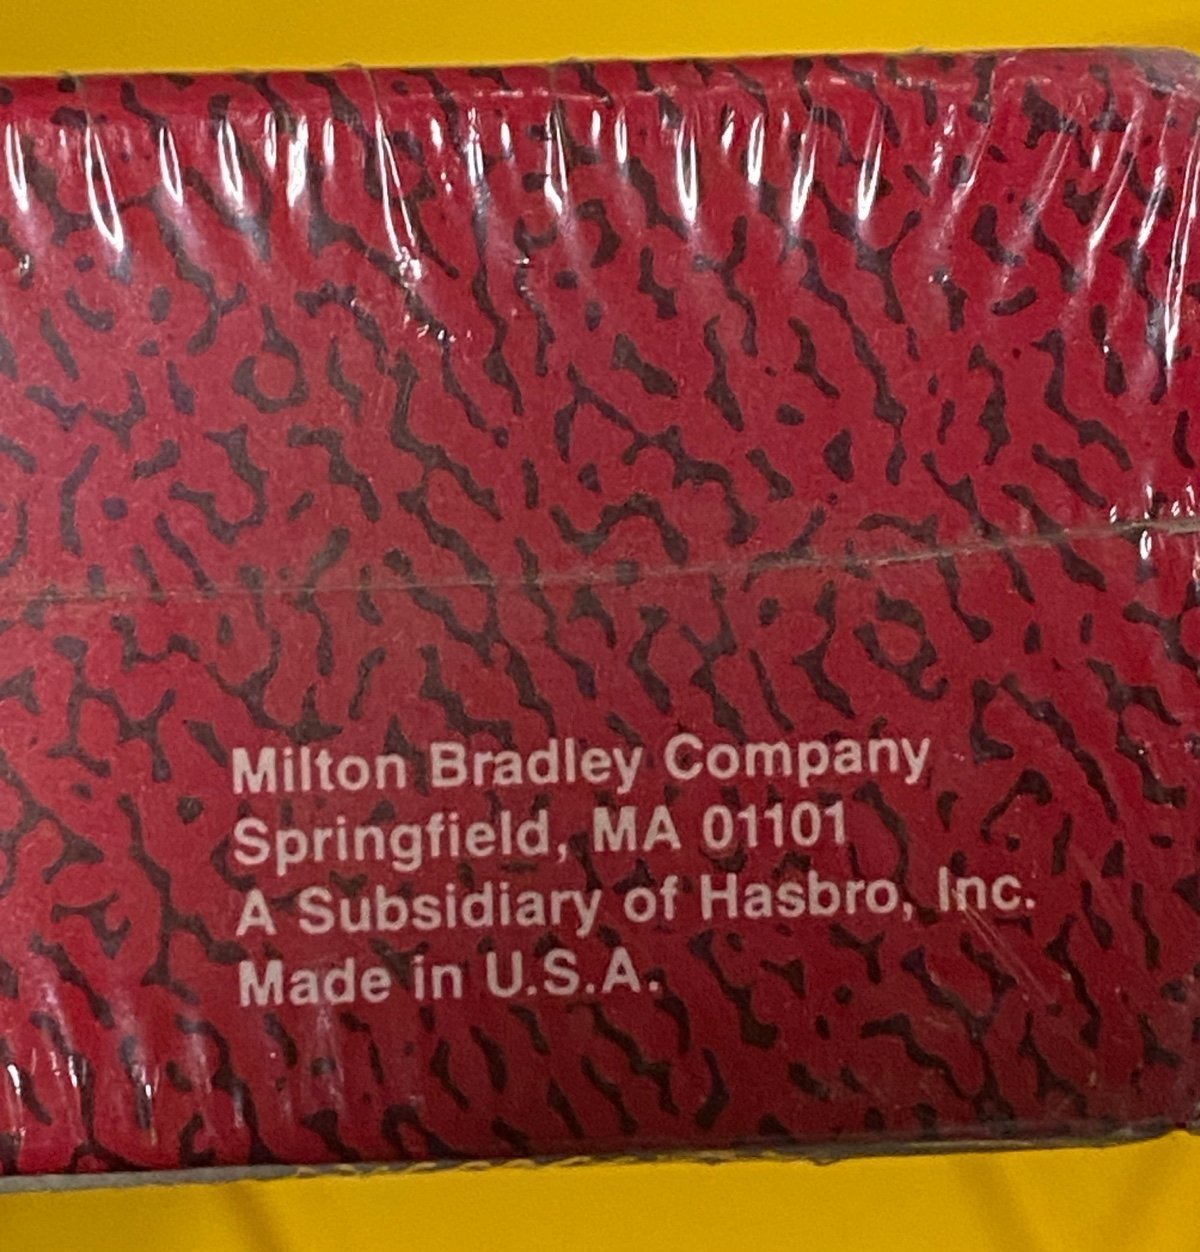 Milton Bradley Company
Springfield, MA 01101
A Subsidiary of Hasbro, Inc.
Made in U.S.A.